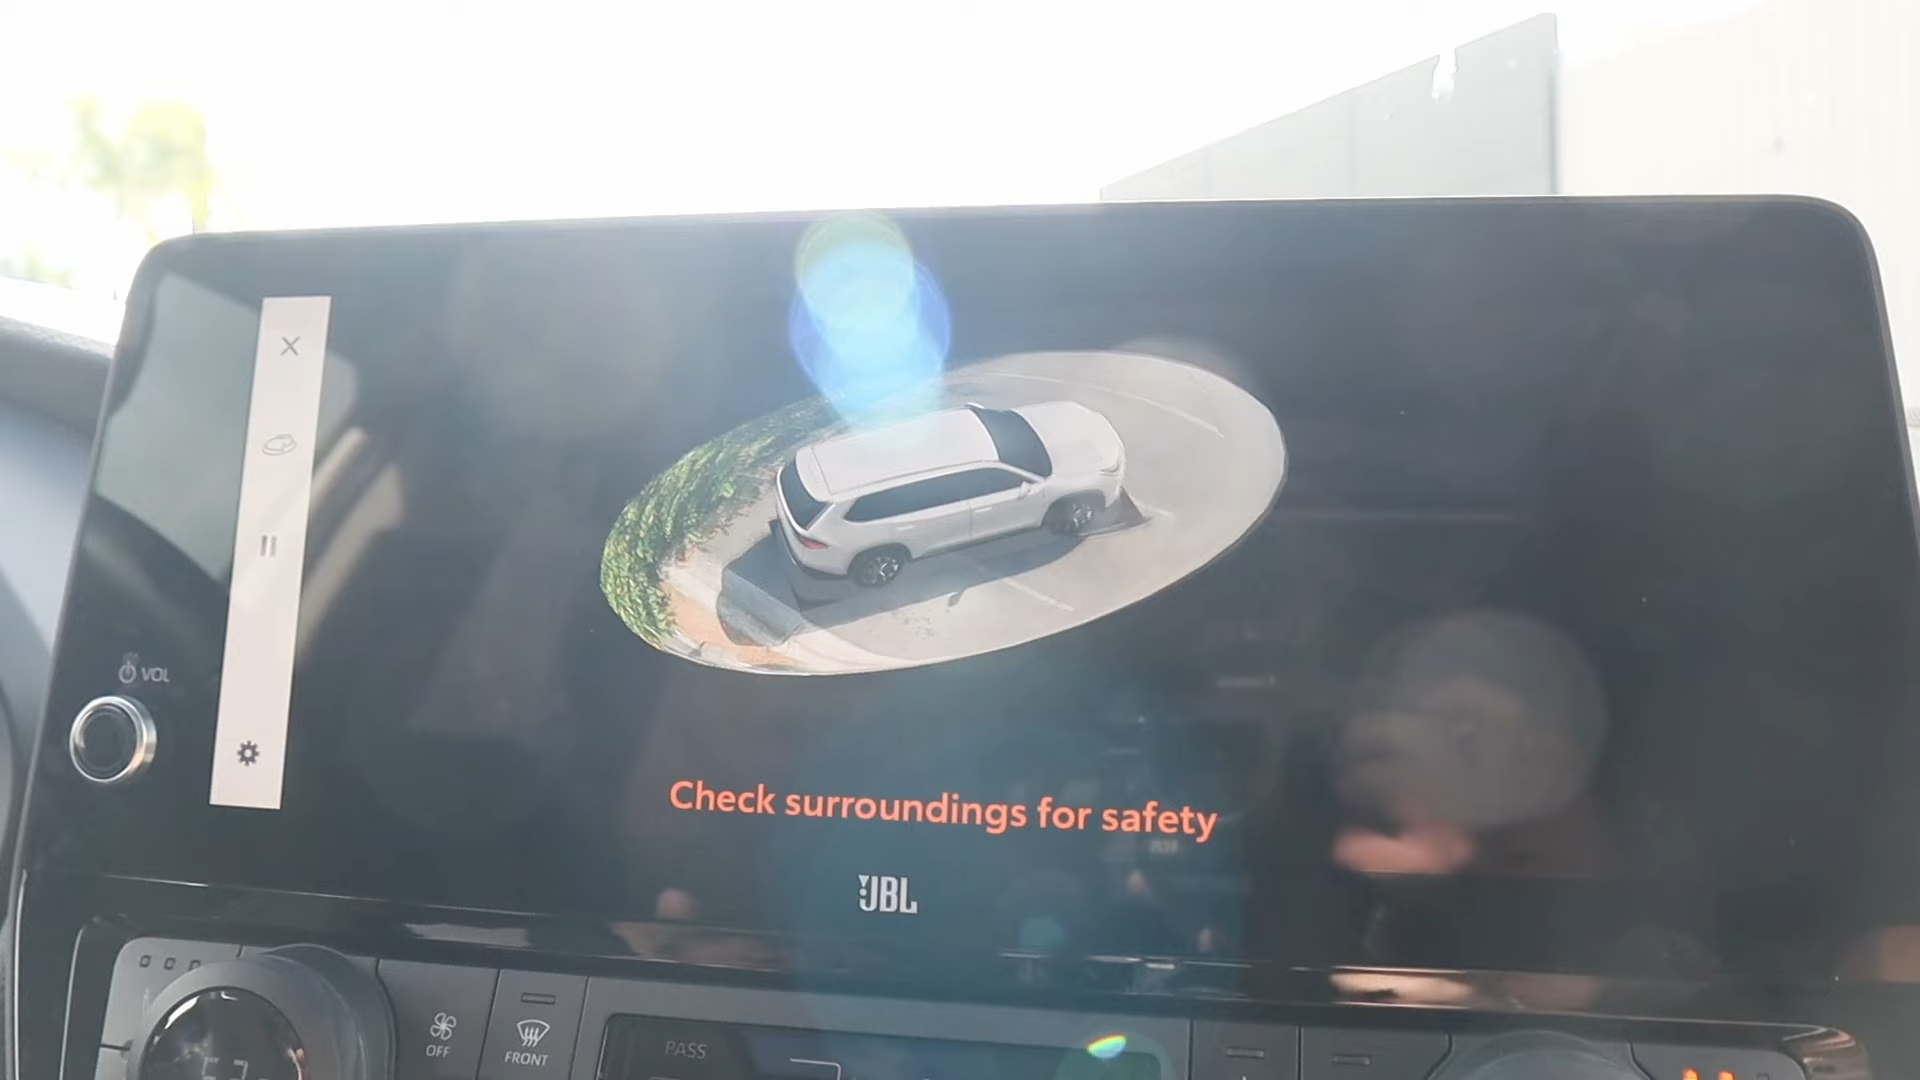 VOL
Check surroundings for safety
JBL
OFF
FRONT
PASS